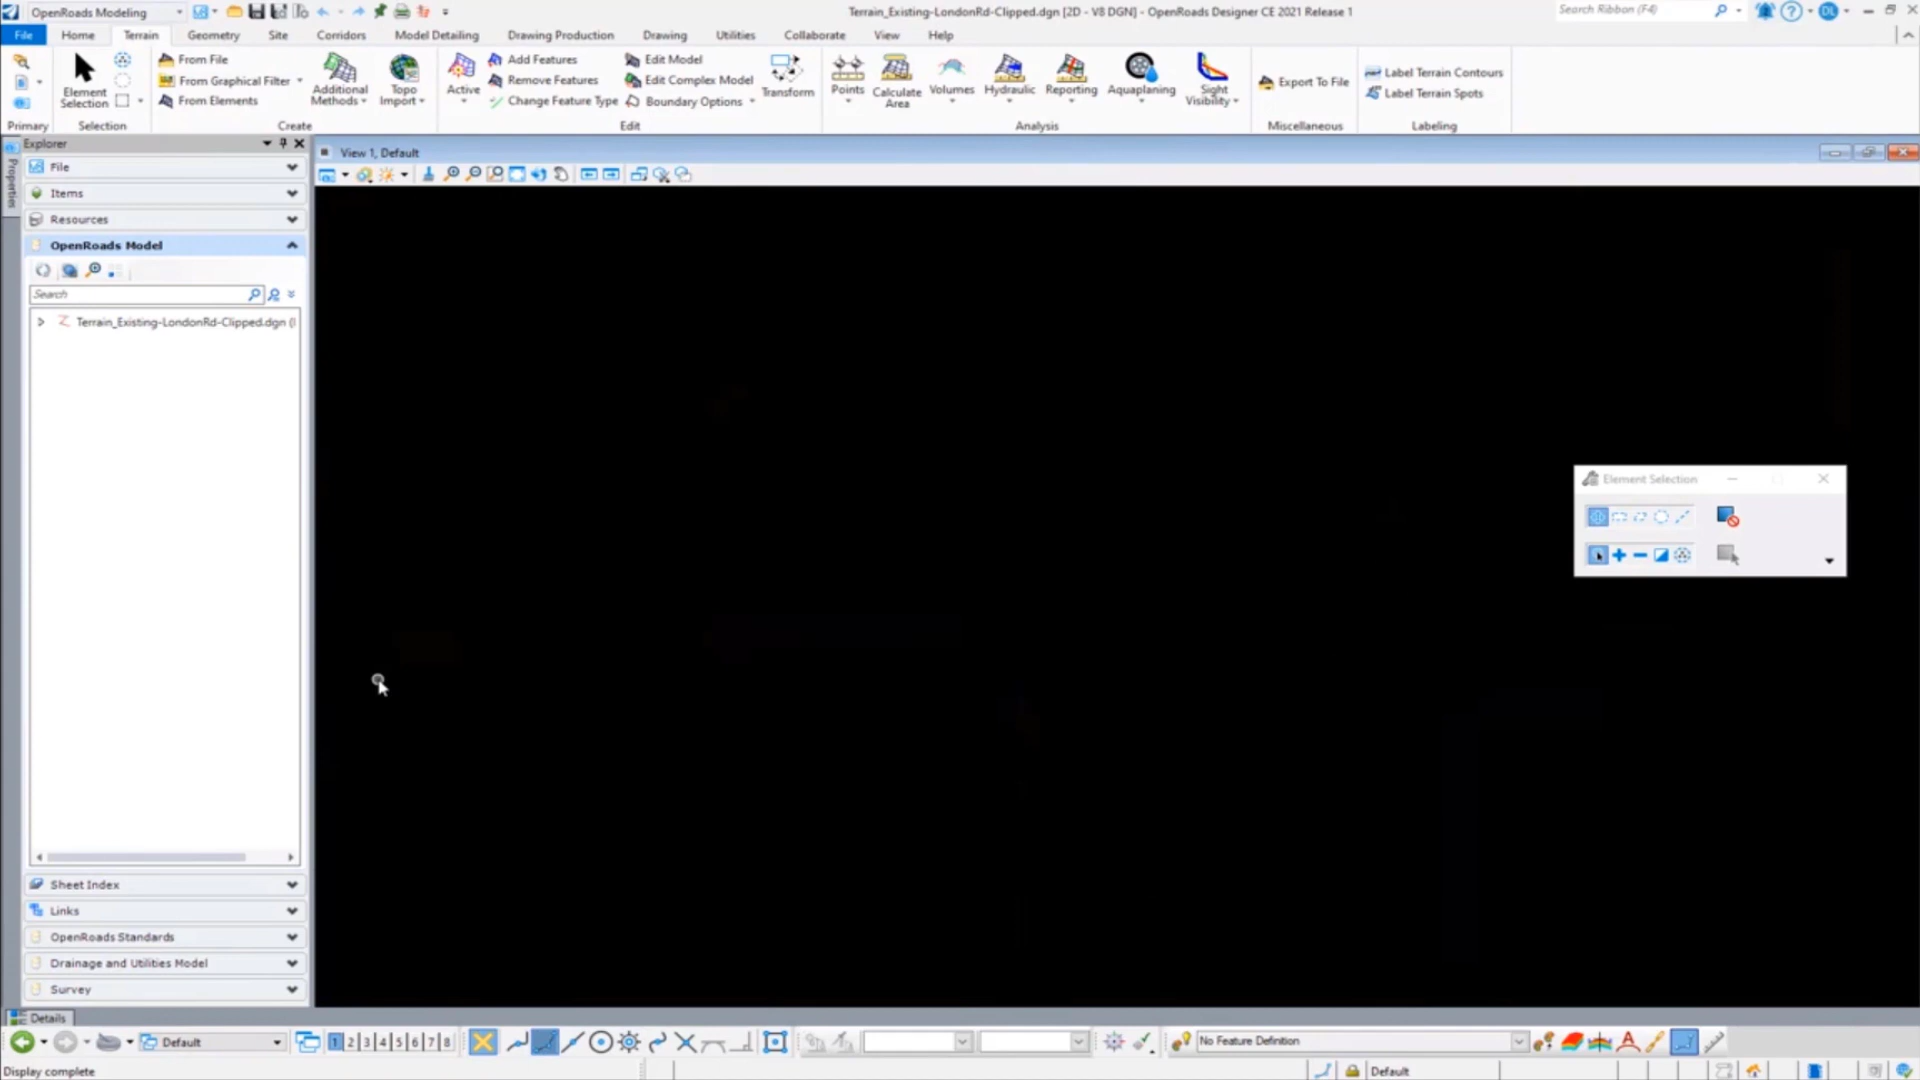 OpenRoads Modeling
Terrain_Existing-LondonRd-Clipped.dgn [2D - V8 DGN] - OpenRoads Designer CE 2021 Release 1
Search Ribbon (F4)
DL
File Home Terrain Geometry Site Corridors Model Detailing Drawing Production Drawing Utilities Collaborate View Help
Element Selection
From File
From Graphical Filter
From Elements
Additional Methods
Topo Import
Active
Add Features
Remove Features
Change Feature Type
Edit Model
Edit Complex Model
Boundary Options
Transform
Points
Calculate Area
Volumes
Hydraulic
Reporting
Aquaplaning
Sight Visibility
Export To File
Label Terrain Contours
Label Terrain Spots
Primary Selection Create Edit Analysis Miscellaneous Labeling
Properties
Explorer
File
Items
Resources
OpenRoads Model
Search
Terrain_Existing-LondonRd-Clipped.dgn (
Sheet Index
Links
OpenRoads Standards
Drainage and Utilities Model
Survey
Details
View 1, Default
Element Selection
Default
1 2 3 4 5 6 7 8
No Feature Definition
Display complete
Default